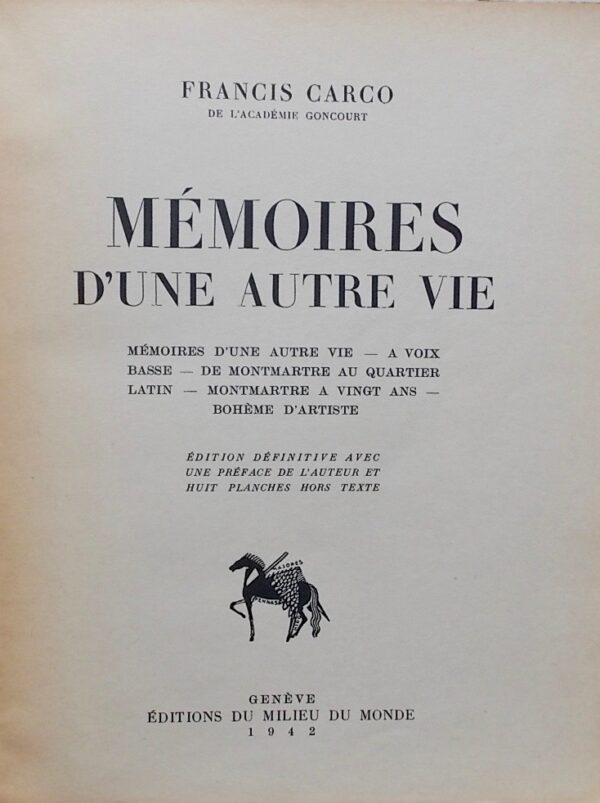 FRANCIS CARCO
DE L'ACADÉMIE GONCOURT
MÉMOIRES
D'UNE AUTRE VIE
MÉMOIRES D'UNE AUTRE VIE — A VOIX
BASSE — DE MONTMARTRE AU QUARTIER
LATIN — MONTMARTRE A VINGT ANS —
BOHÈME D'ARTISTE
ÉDITION DÉFINITIVE AVEC
UNE PRÉFACE DE L'AUTEUR ET
HUIT PLANCHES HORS TEXTE
MAJORES
PENNAS
GENÈVE
ÉDITIONS DU MILIEU DU MONDE
1942